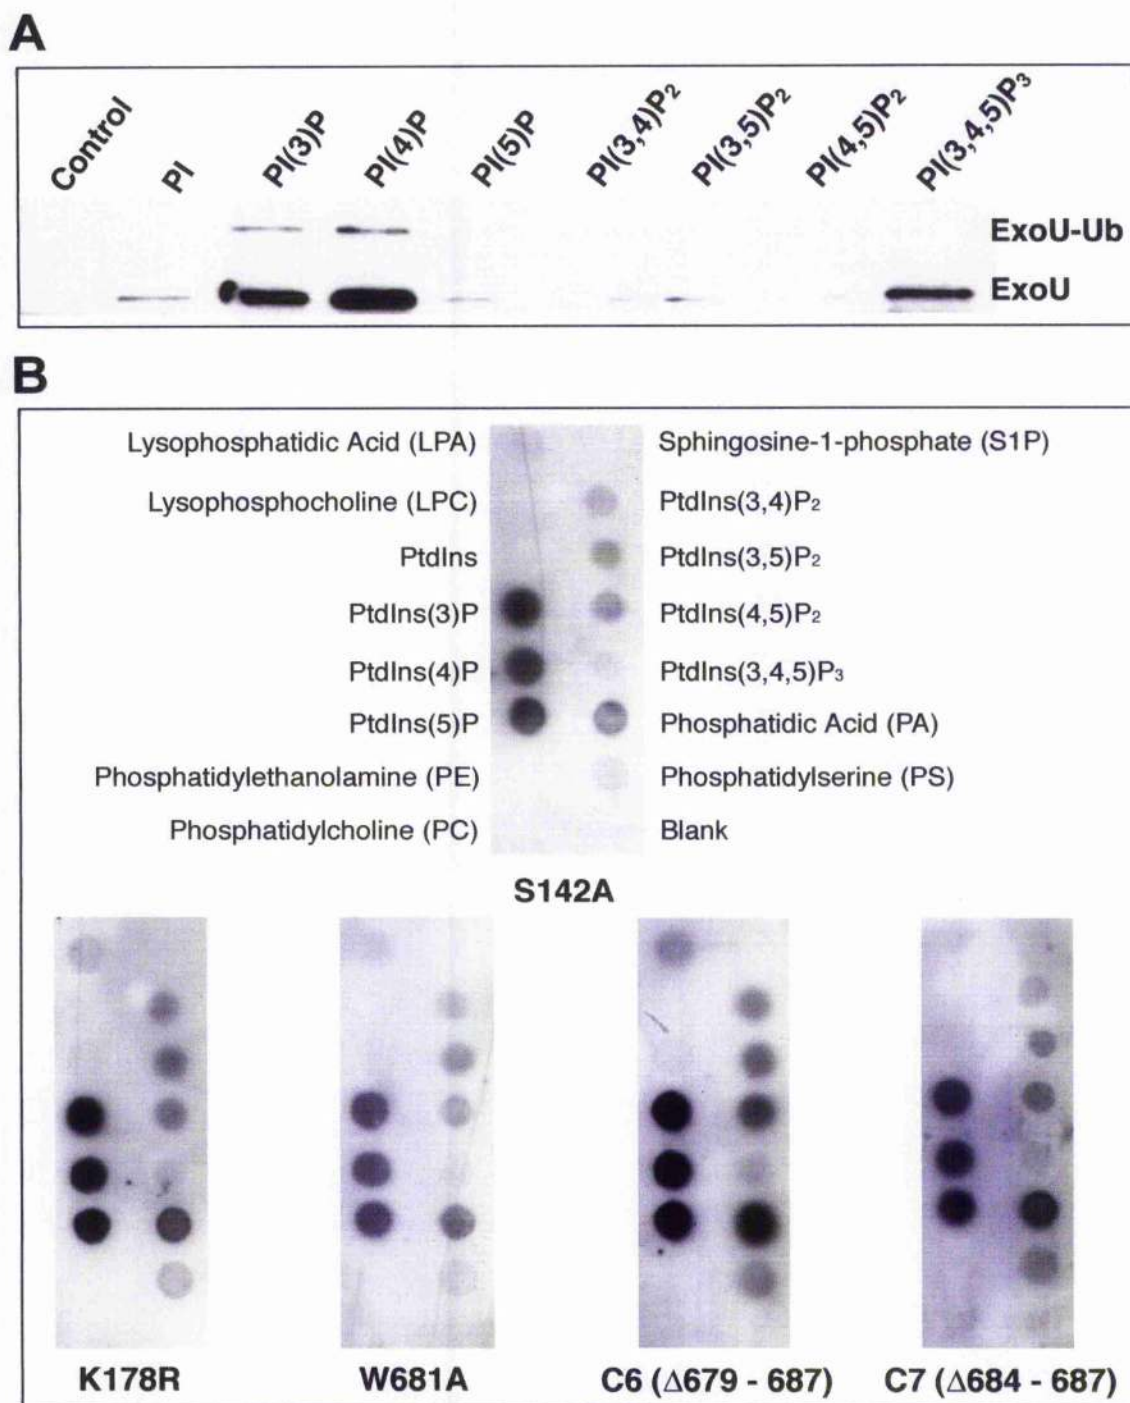 A
Control
PI
PI(3)P
PI(4)P
PI(5)P
PI(3,4)P2
PI(3,5)P2
PI(4,5)P2
PI(3,4,5)P3
ExoU-Ub
ExoU
B
Lysophosphatidic Acid (LPA)
Sphingosine-1-phosphate (S1P)
Lysophosphocholine (LPC)
PtdIns(3,4)P2
PtdIns
PtdIns(3,5)P2
PtdIns(3)P
PtdIns(4,5)P2
PtdIns(4)P
PtdIns(3,4,5)P3
PtdIns(5)P
Phosphatidic Acid (PA)
Phosphatidylethanolamine (PE)
Phosphatidylserine (PS)
Phosphatidylcholine (PC)
Blank
S142A
K178R
W681A
C6 (Δ679 - 687)
C7 (Δ684 - 687)